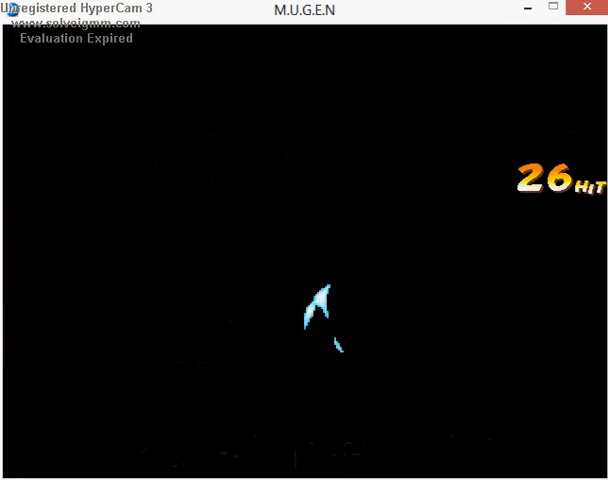 Unregistered HyperCam 3
M.U.G.E.N
www.solveigmm.com
Evaluation Expired
26 HIT